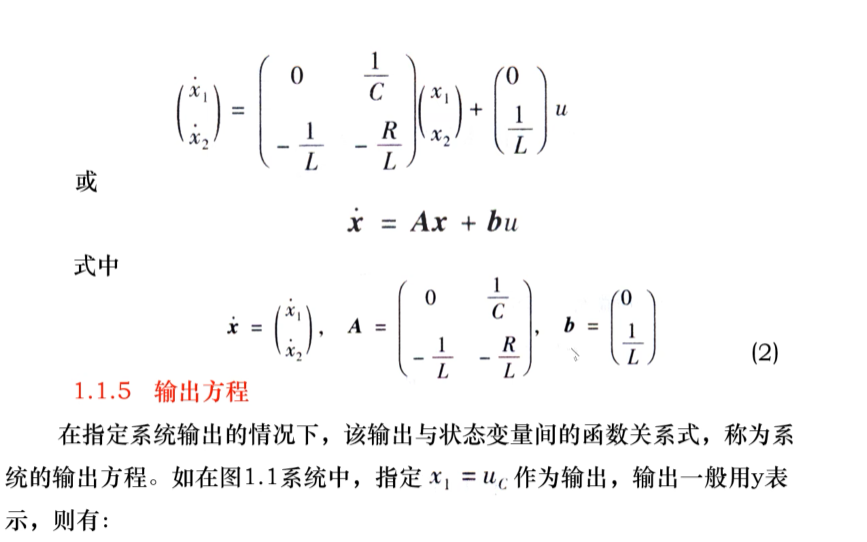 $\begin{pmatrix} \dot{x}_1 \\ \dot{x}_2 \end{pmatrix} = \begin{pmatrix} 0 & \frac{1}{C} \\ -\frac{1}{L} & -\frac{R}{L} \end{pmatrix} \begin{pmatrix} x_1 \\ x_2 \end{pmatrix} + \begin{pmatrix} 0 \\ \frac{1}{L} \end{pmatrix} u$
或
$\dot{\boldsymbol{x}} = \boldsymbol{A}\boldsymbol{x} + \boldsymbol{b}u$
式中
$\dot{\boldsymbol{x}} = \begin{pmatrix} \dot{x}_1 \\ \dot{x}_2 \end{pmatrix}, \boldsymbol{A} = \begin{pmatrix} 0 & \frac{1}{C} \\ -\frac{1}{L} & -\frac{R}{L} \end{pmatrix}, \boldsymbol{b} = \begin{pmatrix} 0 \\ \frac{1}{L} \end{pmatrix}$ (2)
1.1.5 输出方程
在指定系统输出的情况下，该输出与状态变量间的函数关系式，称为系
统的输出方程。如在图1.1系统中，指定 $x_1 = u_C$ 作为输出，输出一般用y表
示，则有：